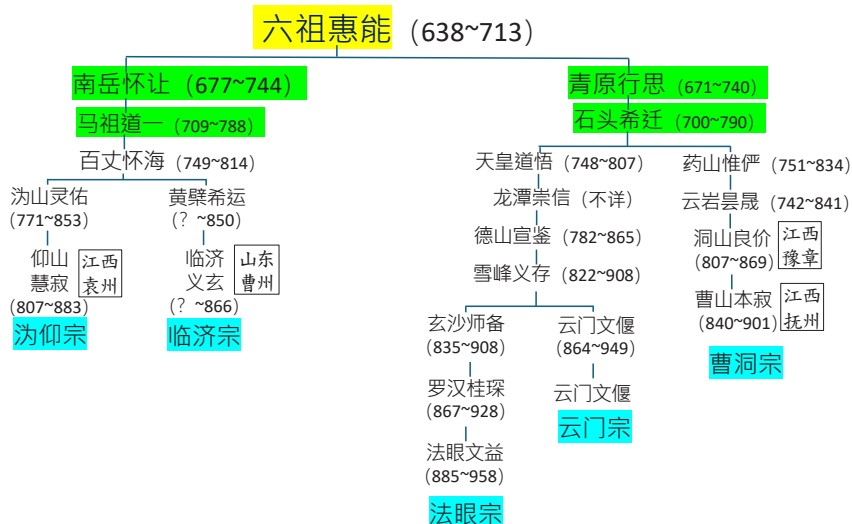 六祖惠能（638~713）
南岳怀让（677~744）
青原行思（671~740）
马祖道一（709~788）
石头希迁（700~790）
百丈怀海（749~814）
天皇道悟（748~807）
药山惟俨（751~834）
沩山灵佑
(771~853)
黄檗希运
(？~850)
龙潭崇信（不详）
云岩昙晟（742~841）
仰山
慧寂
(807~883)
江西
袁州
临济
义玄
(？~866)
山东
曹州
德山宣鉴（782~865）
洞山良价
(807~869)
江西
豫章
雪峰义存（822~908）
曹山本寂
(840~901)
江西
抚州
沩仰宗
临济宗
玄沙师备
(835~908)
云门文偃
(864~949)
曹洞宗
罗汉桂琛
(867~928)
云门文偃
云门宗
法眼文益
(885~958)
法眼宗